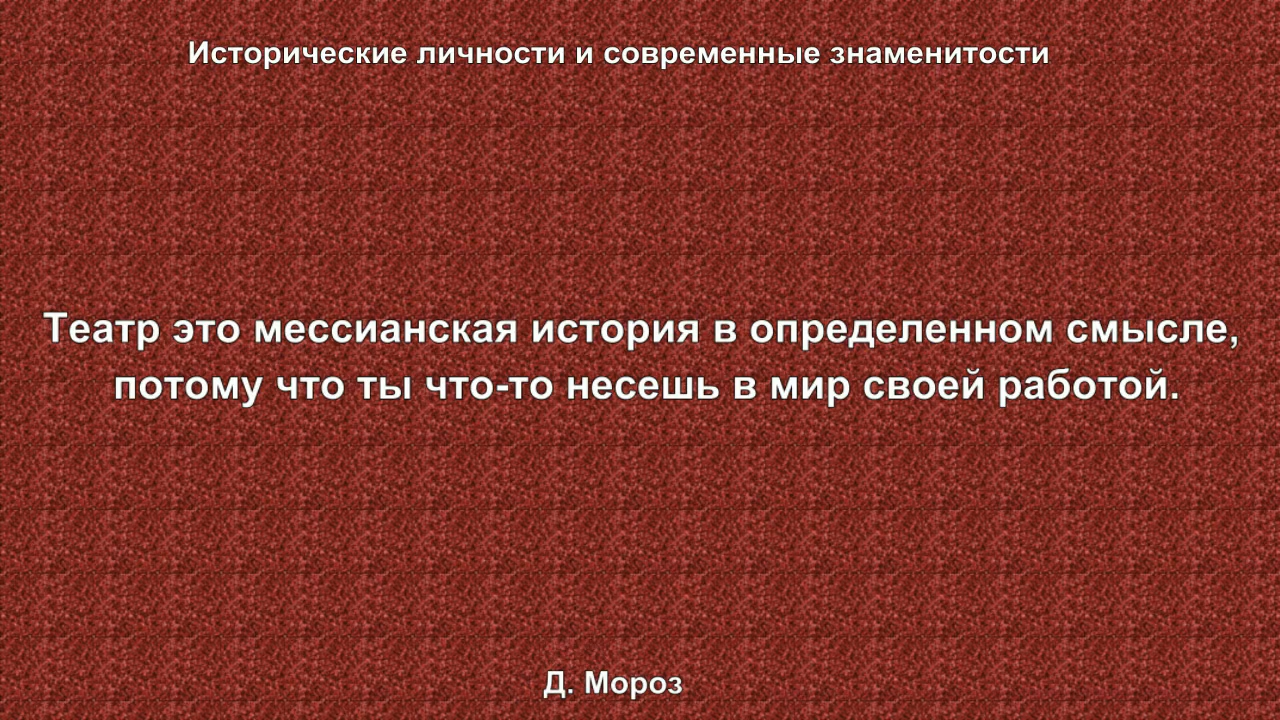 Исторические личности и современные знаменитости
Театр это мессианская история в определенном смысле,
потому что ты что-то несешь в мир своей работой.
Д. Мороз